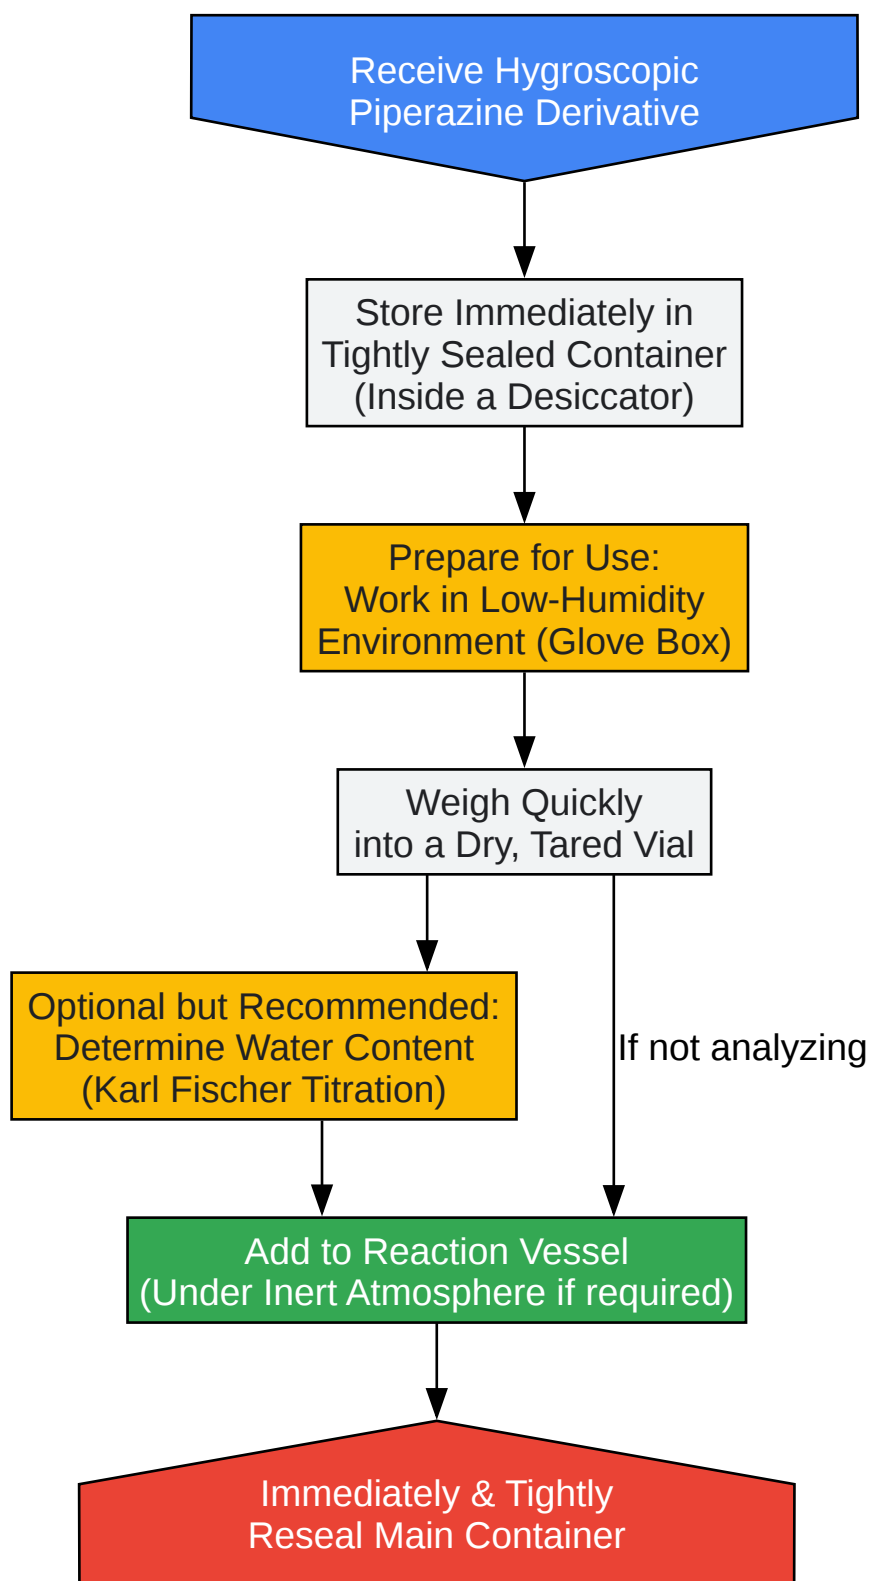 Receive Hygroscopic
Piperazine Derivative
Store Immediately in
Tightly Sealed Container
(Inside a Desiccator)
Prepare for Use:
Work in Low-Humidity
Environment (Glove Box)
Weigh Quickly
into a Dry, Tared Vial
Optional but Recommended:
Determine Water Content
(Karl Fischer Titration)
If not analyzing
Add to Reaction Vessel
(Under Inert Atmosphere if required)
Immediately & Tightly
Reseal Main Container